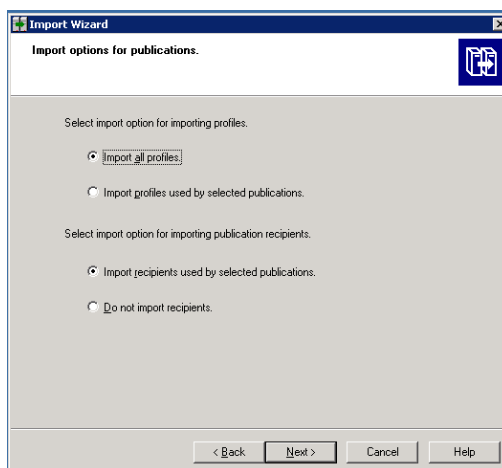 Import Wizard
Import options for publications.
Select import option for importing profiles.
Import all profiles.
Import profiles used by selected publications.
Select import option for importing publication recipients.
Import recipients used by selected publications.
Do not import recipients.
< Back Next > Cancel Help